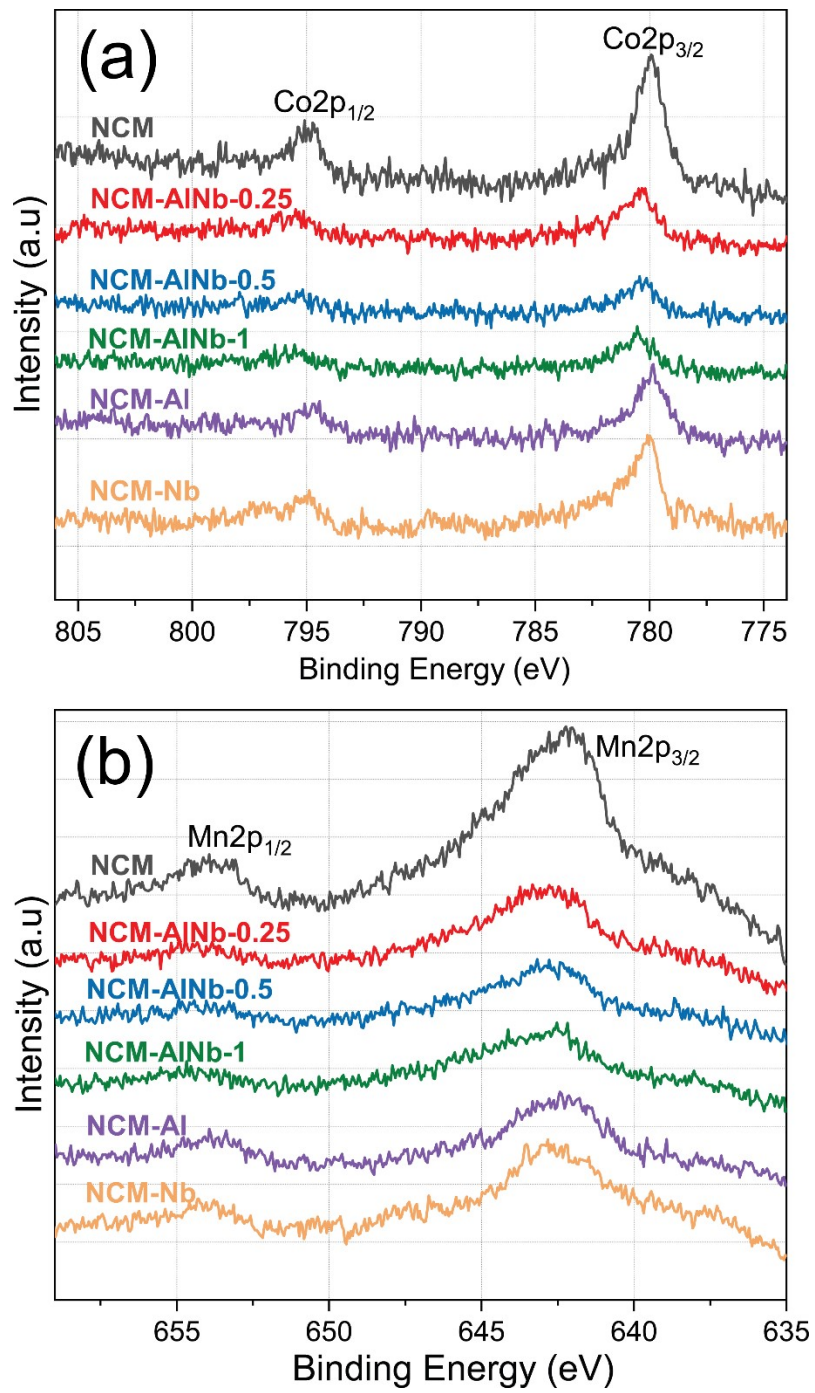 (a)
Co2p3/2
Co2p1/2
NCM
NCM-AlNb-0.25
NCM-AlNb-0.5
NCM-AlNb-1
NCM-Al
NCM-Nb
Intensity (a.u)
805 800 795 790 785 780 775
Binding Energy (eV)
(b)
Mn2p3/2
Mn2p1/2
NCM
NCM-AlNb-0.25
NCM-AlNb-0.5
NCM-AlNb-1
NCM-Al
NCM-Nb
Intensity (a.u)
655 650 645 640 635
Binding Energy (eV)